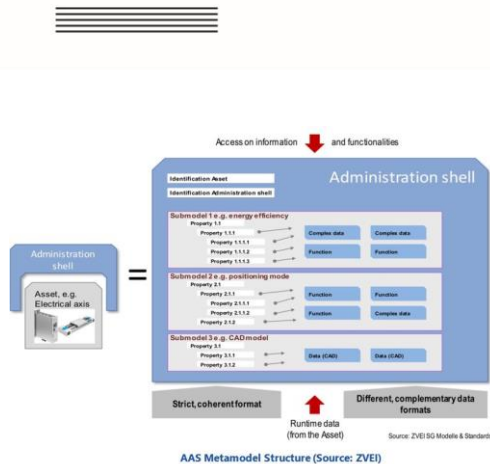 Access on information and functionalities
Administration shell
Identification Asset
Identification Administration shell
Submodel 1 e.g. energy efficiency
Property 1.1
Property 1.1.1
Property 1.1.1.1
Property 1.1.1.2
Property 1.1.1.3
Complex data
Complex data
Function
Function
Administration
shell
Asset, e.g.
Electrical axis
=
Submodel 2 e.g. positioning mode
Property 2.1
Property 2.1.1
Property 2.1.1.1
Property 2.1.1.2
Property 2.1.2
Function
Function
Function
Complex data
Submodel 3 e.g. CAD model
Property 3.1
Property 3.1.1
Property 3.1.2
Data (CAD)
Data (CAD)
Strict, coherent format
Runtime data
(from the Asset)
Different, complementary data
formats
Source: ZVEI SG Modelle & Standards
AAS Metamodel Structure (Source: ZVEI)